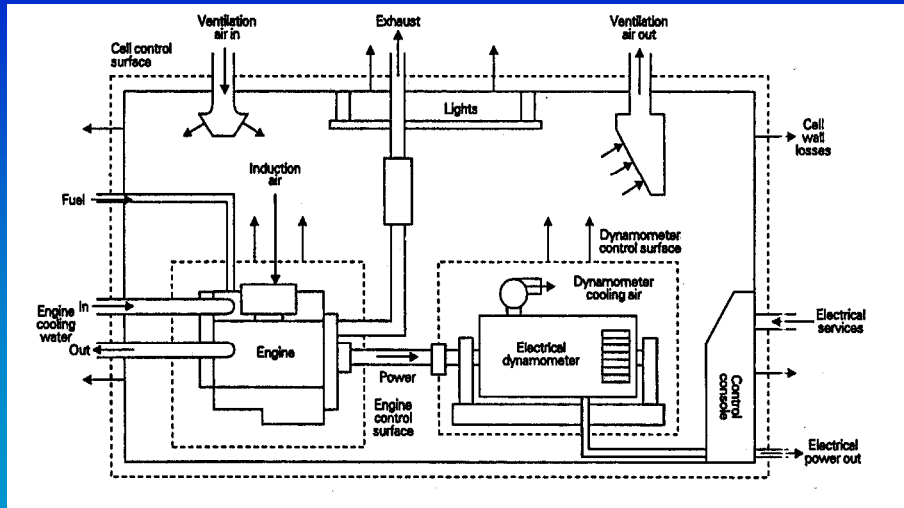 Ventilation
air in
Exhaust
Ventilation
air out
Cell control
surface
Lights
Cell
wall
losses
Induction
air
Fuel
Dynamometer
control surface
Dynamometer
cooling air
In
Engine
cooling
water
Out
Engine
Electrical
dynamometer
Electrical
services
Power
Engine
control
surface
Control
console
Electrical
power out